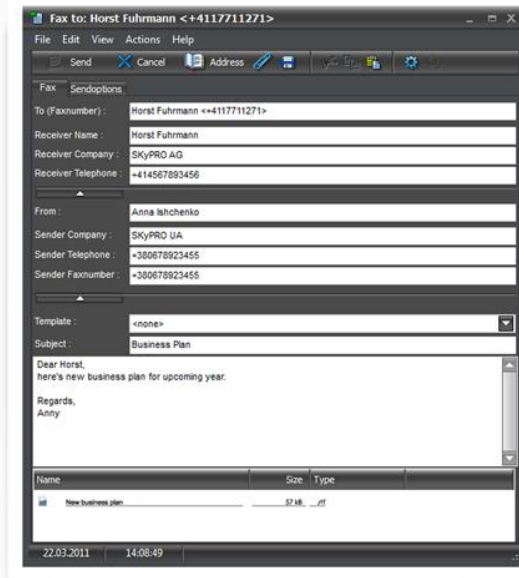 Fax to: Horst Fuhrmann <+4117711271>
File Edit View Actions Help
Send Cancel Address
Fax Sendoptions
To (Faxnumber) : Horst Fuhrmann <+4117711271>
Receiver Name : Horst Fuhrmann
Receiver Company : SKyPRO AG
Receiver Telephone : +414567893456
From : Anna Ishchenko
Sender Company : SKyPRO UA
Sender Telephone : +380678923455
Sender Faxnumber : +380678923455
Template : <none>
Subject : Business Plan
Dear Horst,
here's new business plan for upcoming year.
Regards,
Anny
Name Size Type
New business plan 57 kB .rtf
22.03.2011 14:08:49